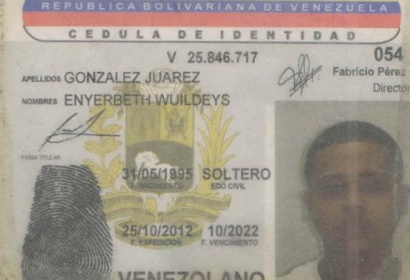 REPUBLICA BOLIVARIANA DE VENEZUELA
CEDULA DE IDENTIDAD
V 25.846.717 054
APELLIDOS GONZALEZ JUAREZ Fabricio Pérez
NOMBRES ENYERBETH WUILDEYS Director
FIRMA TITULAR
31/05/1995 SOLTERO
F. NACIMIENTO EDO CIVIL
25/10/2012 10/2022
F. EXPEDICION F. VENCIMIENTO
VENEZOLANO